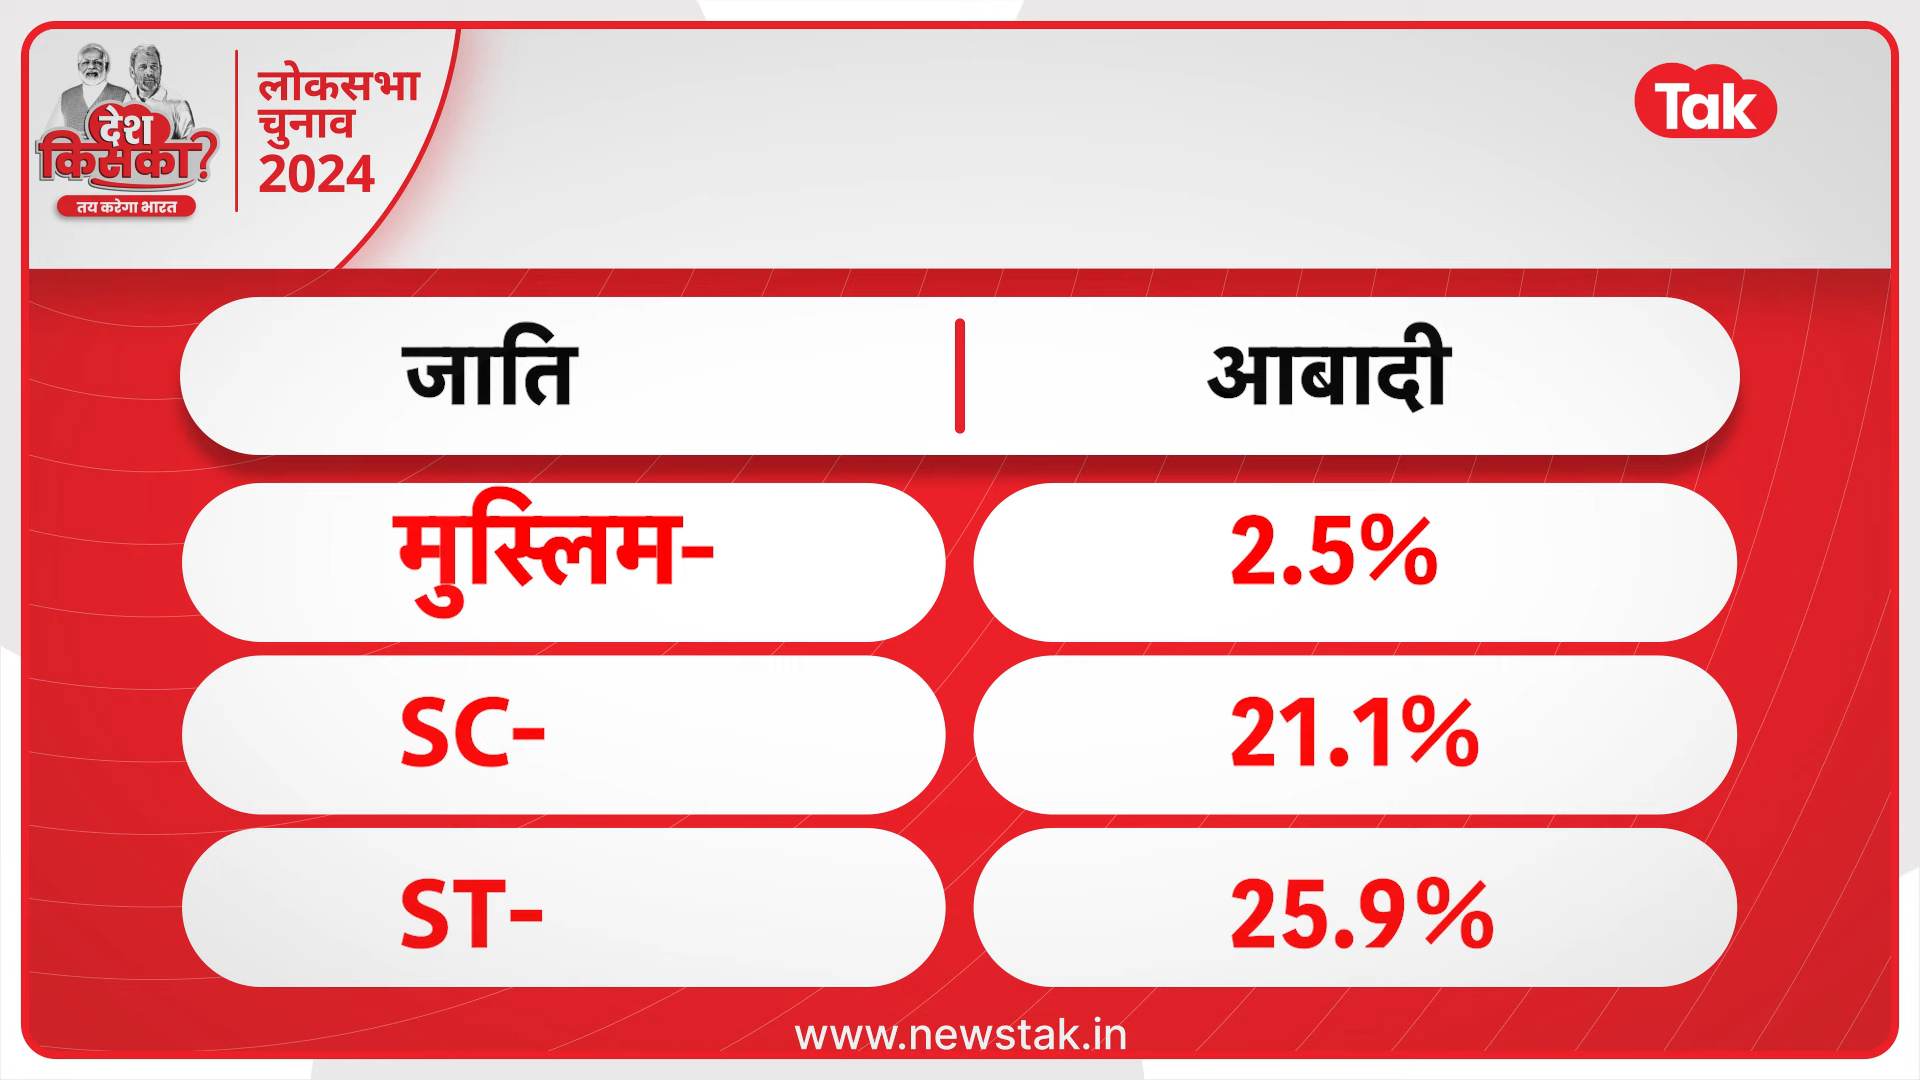 देश
किसका?
तय करेगा भारत
लोकसभा
चुनाव
2024
Tak
जाति
आबादी
मुस्लिम-
2.5%
SC-
21.1%
ST-
25.9%
www.newstak.in